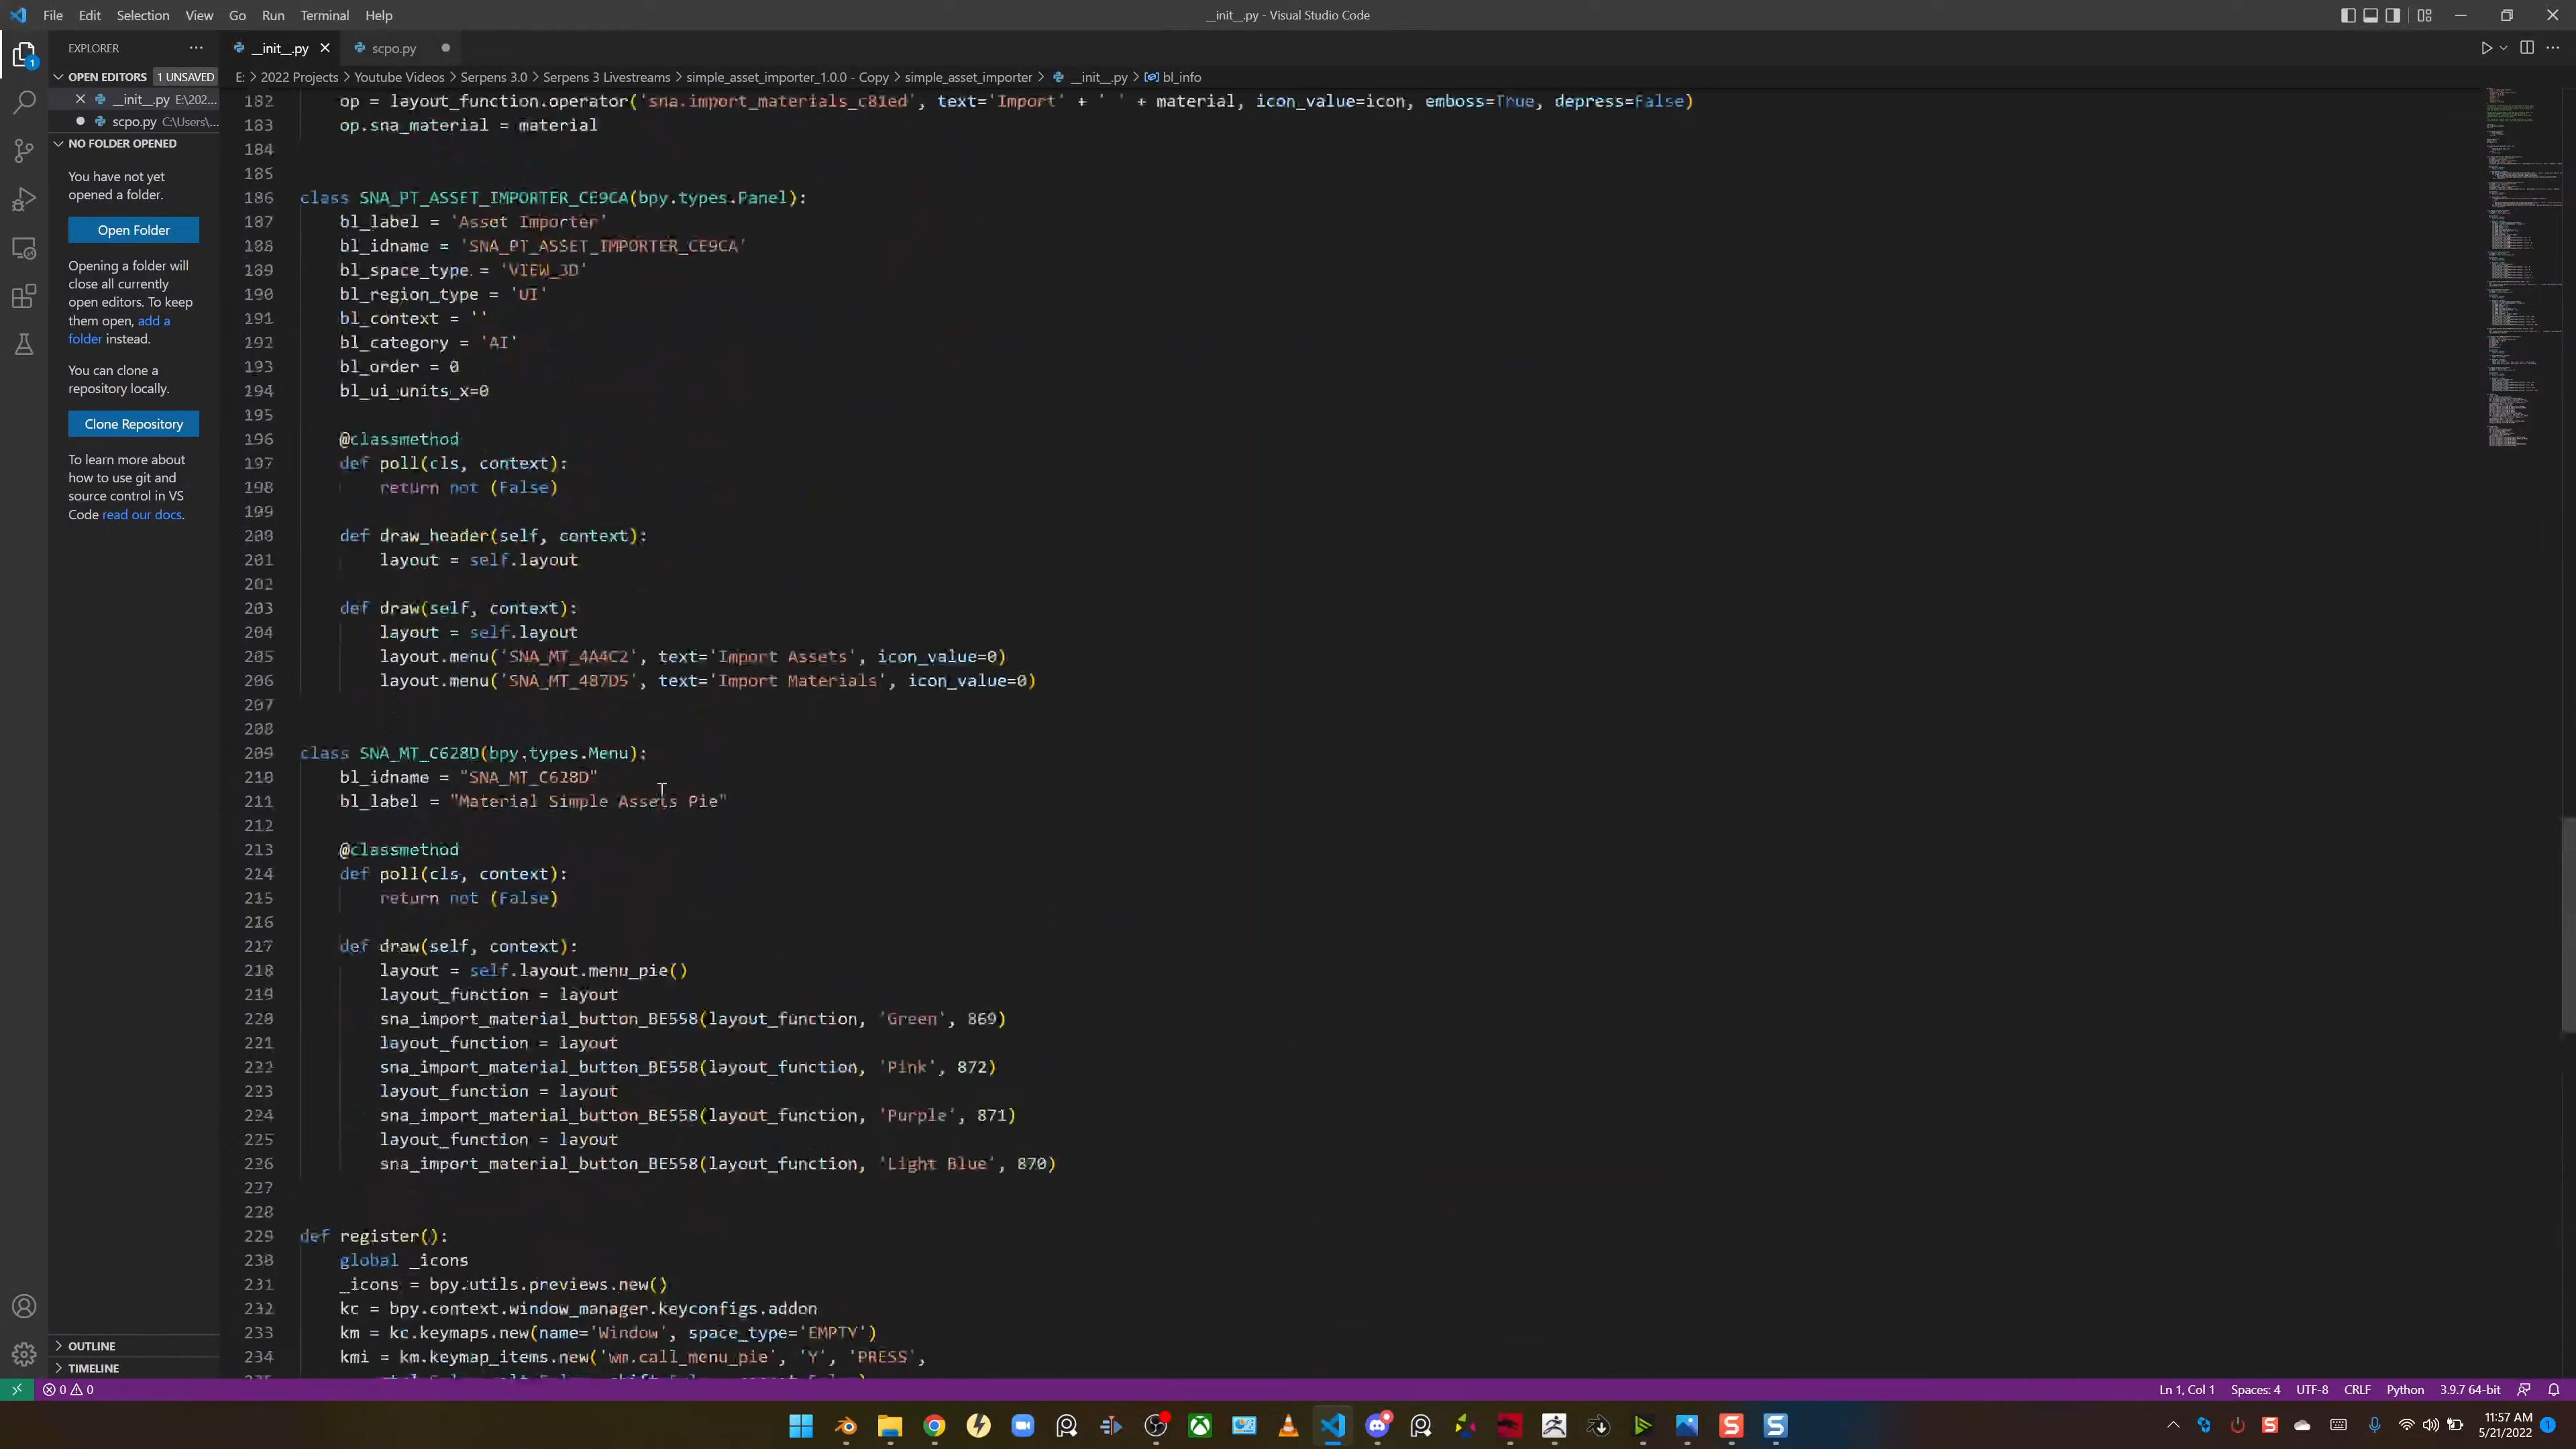 File Edit Selection View Go Run Terminal Help
__init__.py - Visual Studio Code
EXPLORER
OPEN EDITORS 1 UNSAVED
__init__.py E:\202...
scpo.py C:\Users\...
NO FOLDER OPENED
You have not yet
opened a folder.
Open Folder
Opening a folder will
close all currently
open editors. To keep
them open, add a
folder instead.
You can clone a
repository locally.
Clone Repository
To learn more about
how to use git and
source control in VS
Code read our docs.
OUTLINE
TIMELINE
__init__.py
scpo.py
E: > 2022 Projects > Youtube Videos > Serpens 3.0 > Serpens 3 Livestreams > simple_asset_importer_1.0.0 - Copy > simple_asset_importer > __init__.py > bl_info
182 op = layout_function.operator('sna.import_materials_c81ed', text='Import' + ' ' + material, icon_value=icon, emboss=True, depress=False)
183 op.sna_material = material
184
185
186 class SNA_PT_ASSET_IMPORTER_CE9CA(bpy.types.Panel):
187 bl_label = 'Asset Importer'
188 bl_idname = 'SNA_PT_ASSET_IMPORTER_CE9CA'
189 bl_space_type = 'VIEW_3D'
190 bl_region_type = 'UI'
191 bl_context = ''
192 bl_category = 'AI'
193 bl_order = 0
194 bl_ui_units_x=0
195
196 @classmethod
197 def poll(cls, context):
198 return not (False)
199
200 def draw_header(self, context):
201 layout = self.layout
202
203 def draw(self, context):
204 layout = self.layout
205 layout.menu('SNA_MT_4A4C2', text='Import Assets', icon_value=0)
206 layout.menu('SNA_MT_487D5', text='Import Materials', icon_value=0)
207
208
209 class SNA_MT_C628D(bpy.types.Menu):
210 bl_idname = "SNA_MT_C628D"
211 bl_label = "Material Simple Assets Pie"
212
213 @classmethod
214 def poll(cls, context):
215 return not (False)
216
217 def draw(self, context):
218 layout = self.layout.menu_pie()
219 layout_function = layout
220 sna_import_material_button_BE558(layout_function, 'Green', 869)
221 layout_function = layout
222 sna_import_material_button_BE558(layout_function, 'Pink', 872)
223 layout_function = layout
224 sna_import_material_button_BE558(layout_function, 'Purple', 871)
225 layout_function = layout
226 sna_import_material_button_BE558(layout_function, 'Light Blue', 870)
227
228
229 def register():
230 global _icons
231 _icons = bpy.utils.previews.new()
232 kc = bpy.context.window_manager.keyconfigs.addon
233 km = kc.keymaps.new(name='Window', space_type='EMPTY')
234 kmi = km.keymap_items.new('wm.call_menu_pie', 'Y', 'PRESS',
0 0
Ln 1, Col 1 Spaces: 4 UTF-8 CRLF Python 3.9.7 64-bit
11:57 AM
5/21/2022